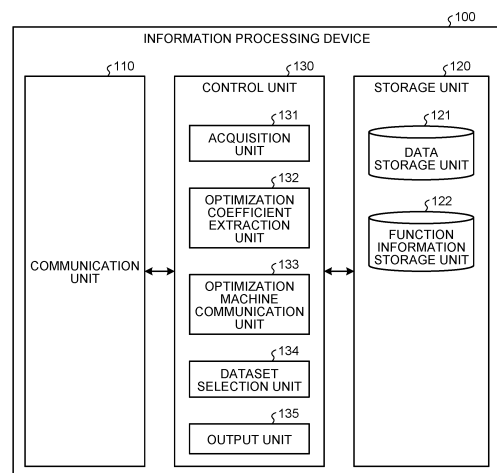 100
INFORMATION PROCESSING DEVICE
110
COMMUNICATION
UNIT
130
CONTROL UNIT
131
ACQUISITION
UNIT
132
OPTIMIZATION
COEFFICIENT
EXTRACTION UNIT
133
OPTIMIZATION
MACHINE
COMMUNICATION
UNIT
134
DATASET
SELECTION UNIT
135
OUTPUT UNIT
120
STORAGE UNIT
121
DATA
STORAGE UNIT
122
FUNCTION
INFORMATION
STORAGE UNIT